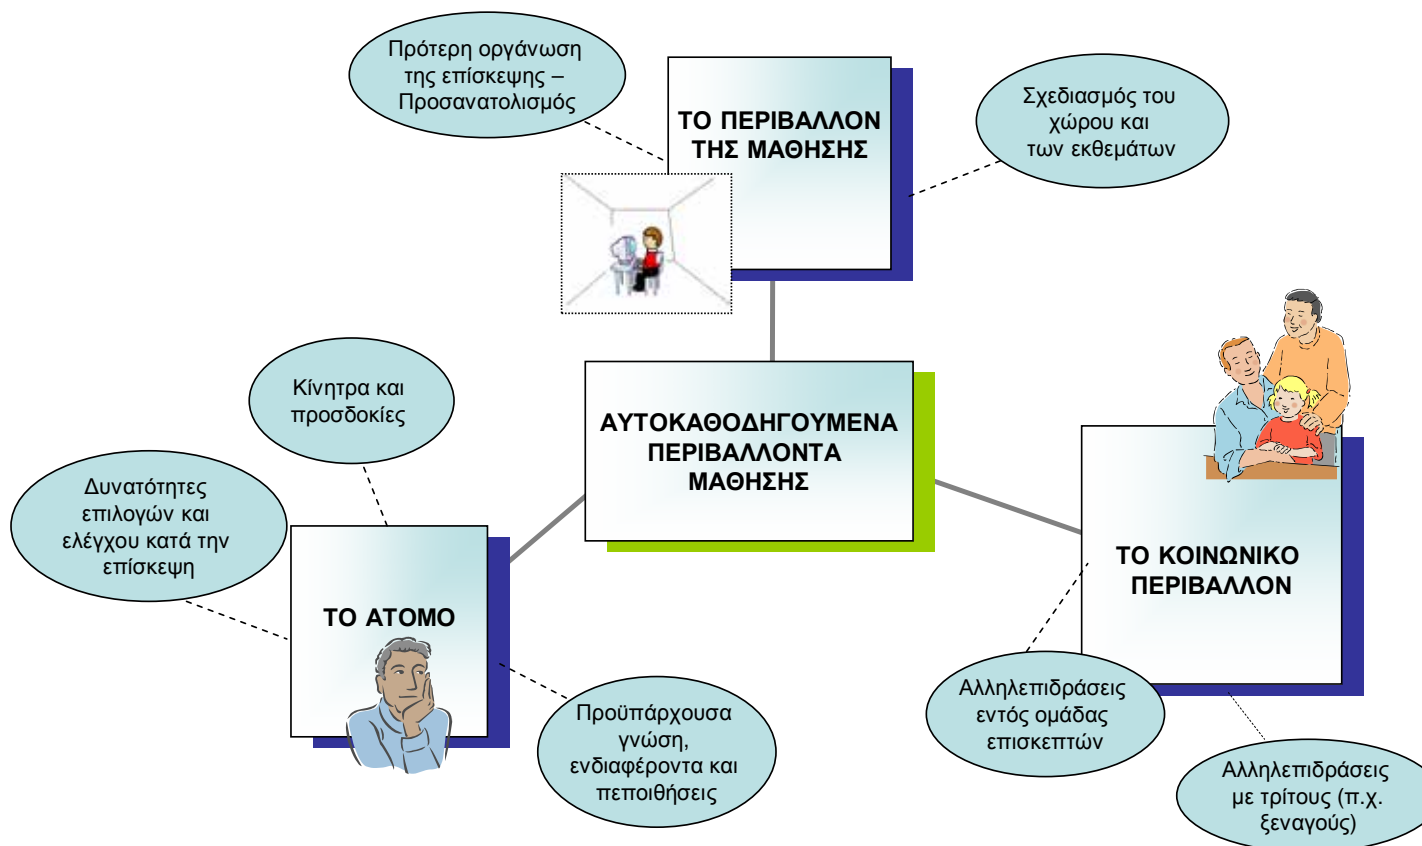 Πρότερη οργάνωση
της επίσκεψης –
Προσανατολισμός
ΤΟ ΠΕΡΙΒΑΛΛΟΝ
ΤΗΣ ΜΑΘΗΣΗΣ
Σχεδιασμός του
χώρου και
των εκθεμάτων
Κίνητρα και
προσδοκίες
ΑΥΤΟΚΑΘΟΔΗΓΟΥΜΕΝΑ
ΠΕΡΙΒΑΛΛΟΝΤΑ
ΜΑΘΗΣΗΣ
Δυνατότητες
επιλογών και
ελέγχου κατά την
επίσκεψη
ΤΟ ΑΤΟΜΟ
Προϋπάρχουσα
γνώση,
ενδιαφέροντα και
πεποιθήσεις
ΤΟ ΚΟΙΝΩΝΙΚΟ
ΠΕΡΙΒΑΛΛΟΝ
Αλληλεπιδράσεις
εντός ομάδας
επισκεπτών
Αλληλεπιδράσεις
με τρίτους (π.χ.
ξεναγούς)